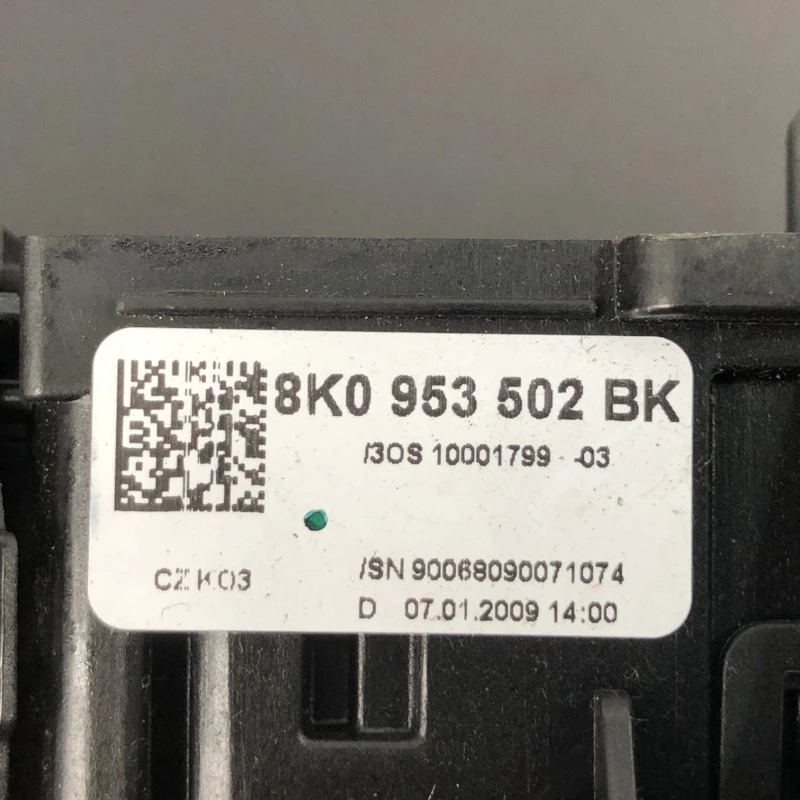 8K0 953 502 BK
/3OS 10001799 -03
CZ K03
/SN 90068090071074
D 07.01.2009 14:00